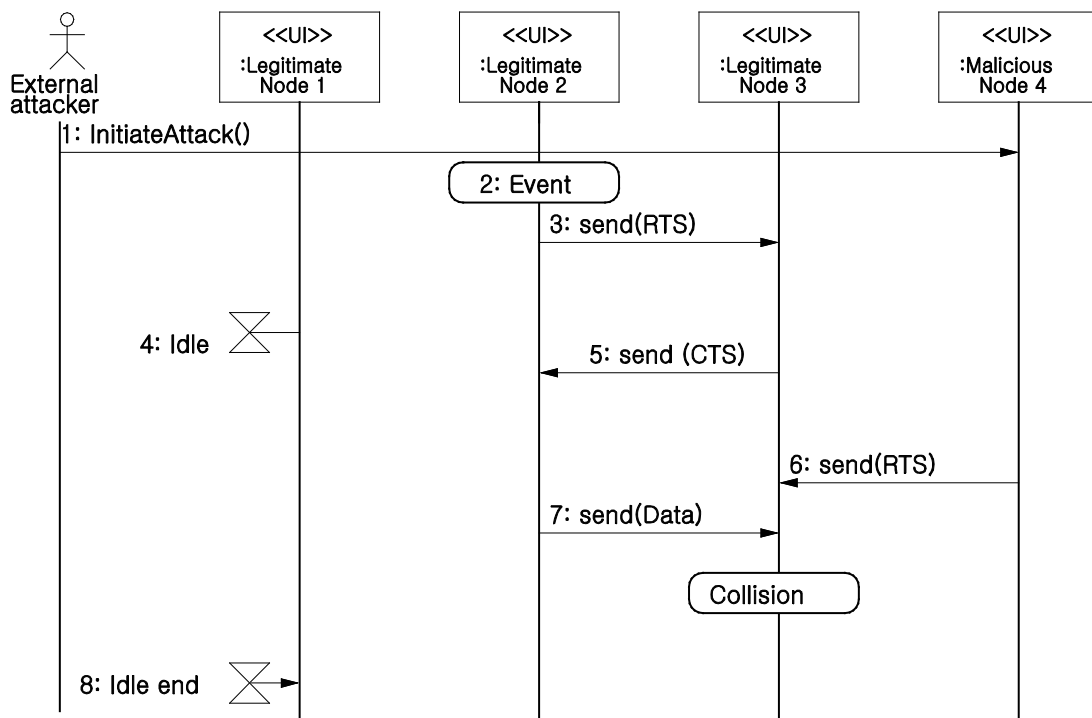 <<UI>>
:Legitimate
Node 1
<<UI>>
:Legitimate
Node 2
<<UI>>
:Legitimate
Node 3
<<UI>>
:Malicious
Node 4
External
attacker
1: InitiateAttack()
2: Event
3: send(RTS)
4: Idle
5: send (CTS)
6: send(RTS)
7: send(Data)
Collision
8: Idle end